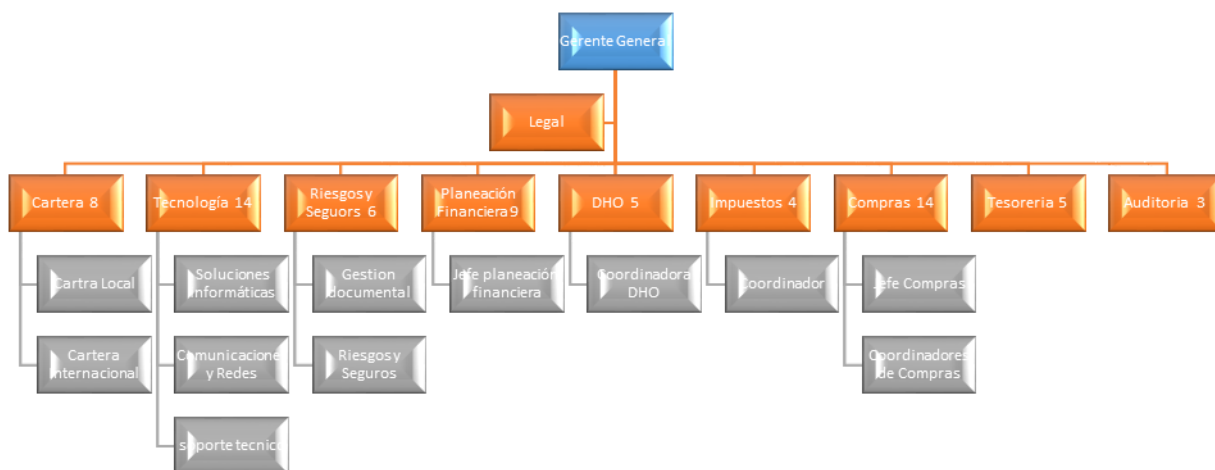 Gerente General
Legal
Cartera 8
Tecnología 14
Riesgos y
Seguors 6
Planeación
Financiera 9
DHO 5
Impuestos 4
Compras 14
Tesoreria 5
Auditoria 3
Cartra Local
Soluciones
informáticas
Gestion
documental
Jefe planeación
financiera
Coordinadora
DHO
Coordinador
Jefe Compras
Cartera
Internacional
Comunicacione
y Redes
Riesgos y
Seguros
Coordinadores
de Compras
soporte tecnico